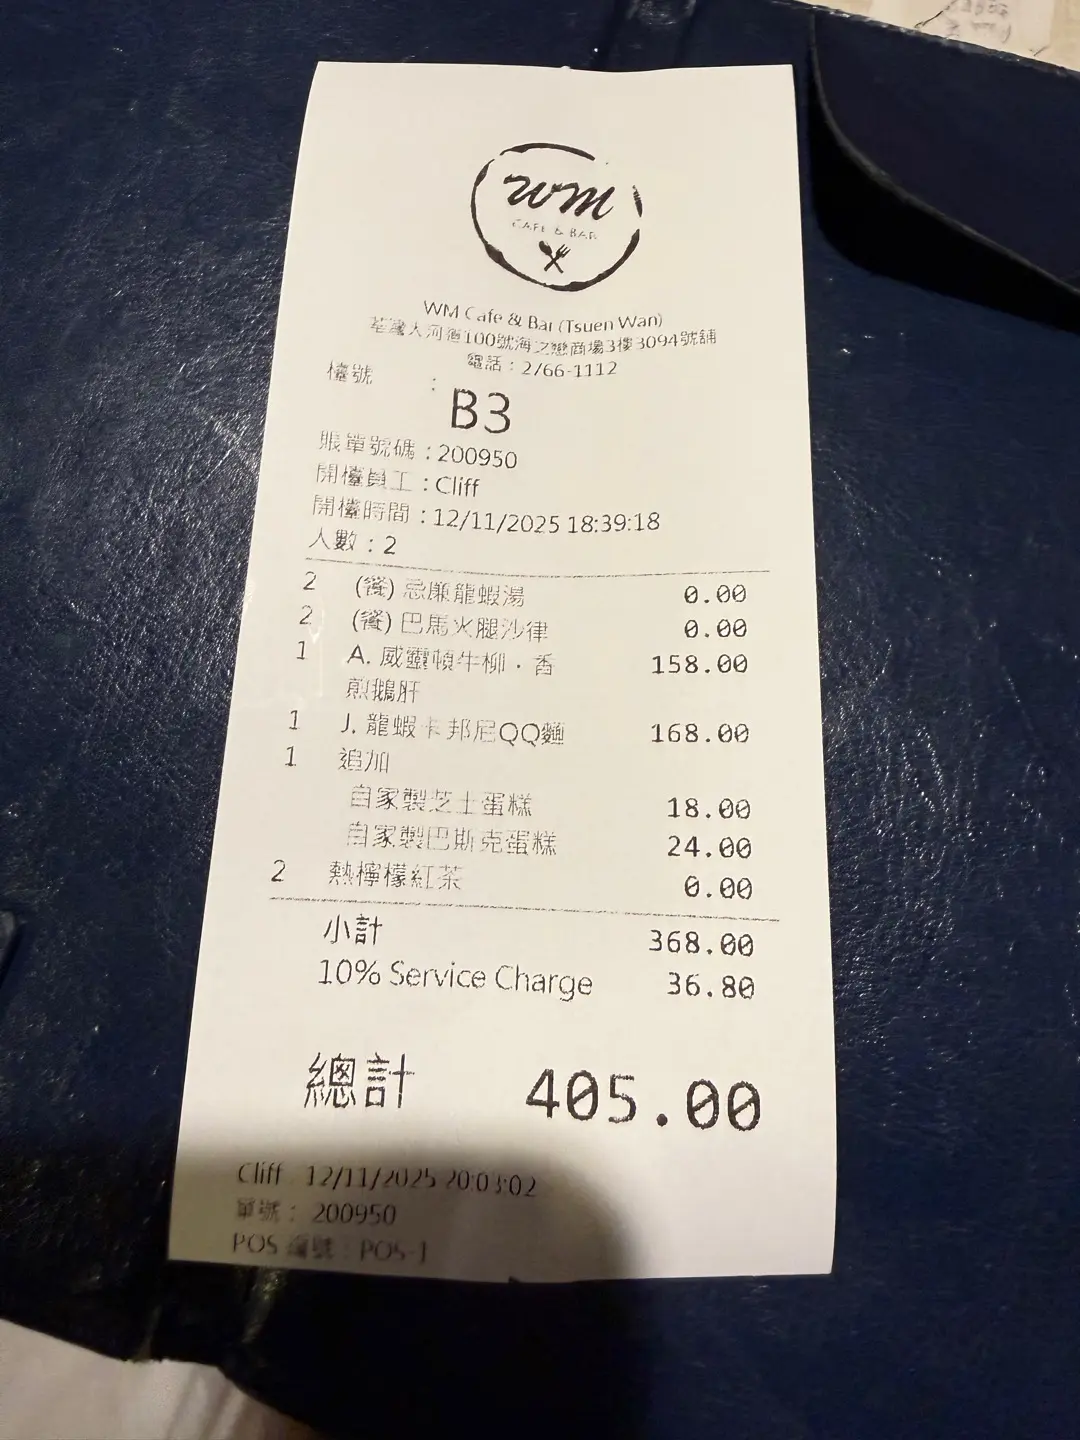 WM
CAFE & BAR
WM Cafe & Bar (Tsuen Wan)
荃灣大河道100號海之戀商場3樓3094號舖
電話：2766-1112
檯號 :
B3
賬單號碼 : 200950
開檯員工 : Cliff
開檯時間 : 12/11/2025 18:39:18
人數 : 2
2 (餐) 忌廉龍蝦湯 0.00
2 (餐) 巴馬火腿沙律 0.00
1 A. 威靈頓牛柳．香 158.00
煎鵝肝
1 J. 龍蝦卡邦尼QQ麵 168.00
1 追加
自家製芝士蛋糕 18.00
自家製巴斯克蛋糕 24.00
2 熱檸檬紅茶 0.00
小計 368.00
10% Service Charge 36.80
總計 405.00
Cliff 12/11/2025 20:03:02
單號： 200950
POS 編號：POS-1